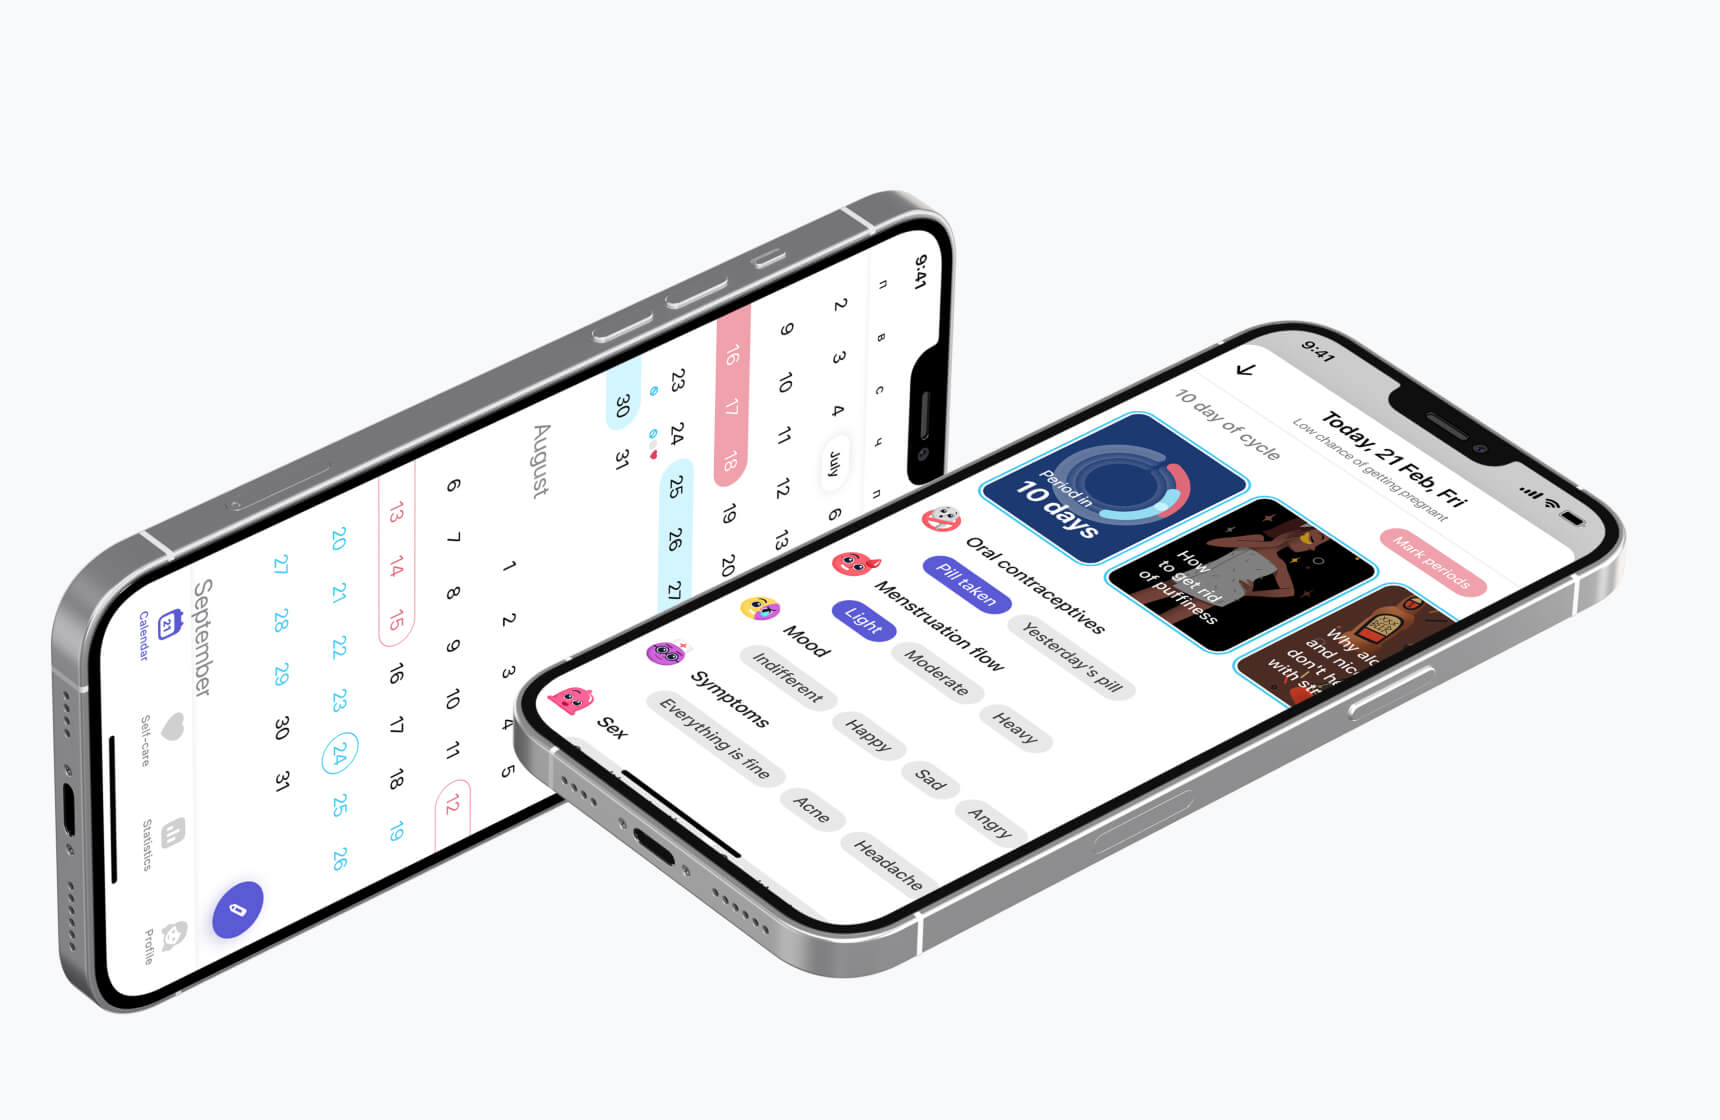 9:41
П В С Ч П
2 3 4 July 6
9 10 11 12 13
16 17 18 19 20
23 24 25 26 27
30 31
August
1 2 3 4 5
6 7 8 9 10 11 12
13 14 15 16 17 18 19
20 21 22 23 24 25 26
27 28 29 30 31
September
21
Calendar
Self-care
Statistics
Profile
9:41
Today, 21 Feb, Fri
Low chance of getting pregnant
10 day of cycle
Mark periods
Period in
10 days
How
to get rid
of puffiness
Why
and
don't
with
Oral contraceptives
Pill taken
Yesterday's pill
Menstruation flow
Light
Moderate
Heavy
Mood
Indifferent
Happy
Sad
Angry
Symptoms
Everything is fine
Acne
Headache
Sex